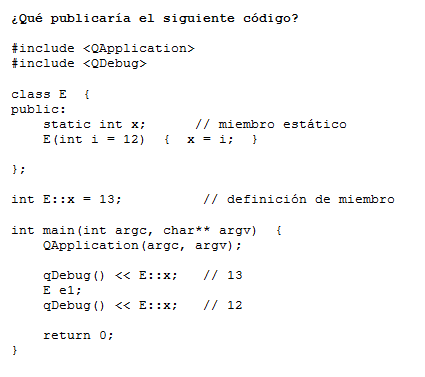 ¿Qué publicaría el siguiente código?
#include <QApplication>
#include <QDebug>
class E  {
public:
    static int x;      // miembro estático
    E(int i = 12)  {  x = i;  }
};
int E::x = 13;          // definición de miembro
int main(int argc, char** argv)  {
    QApplication(argc, argv);
    qDebug() << E::x;   // 13
    E e1;
    qDebug() << E::x;   // 12
    return 0;
}